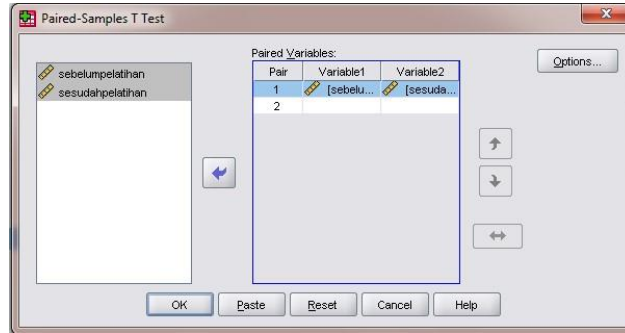 Paired-Samples T Test
sebelumpelatihan
sesudahpelatihan
Paired Variables:
Pair Variable1 Variable2
1 [sebelu... [sesuda...
2
Options...
OK Paste Reset Cancel Help